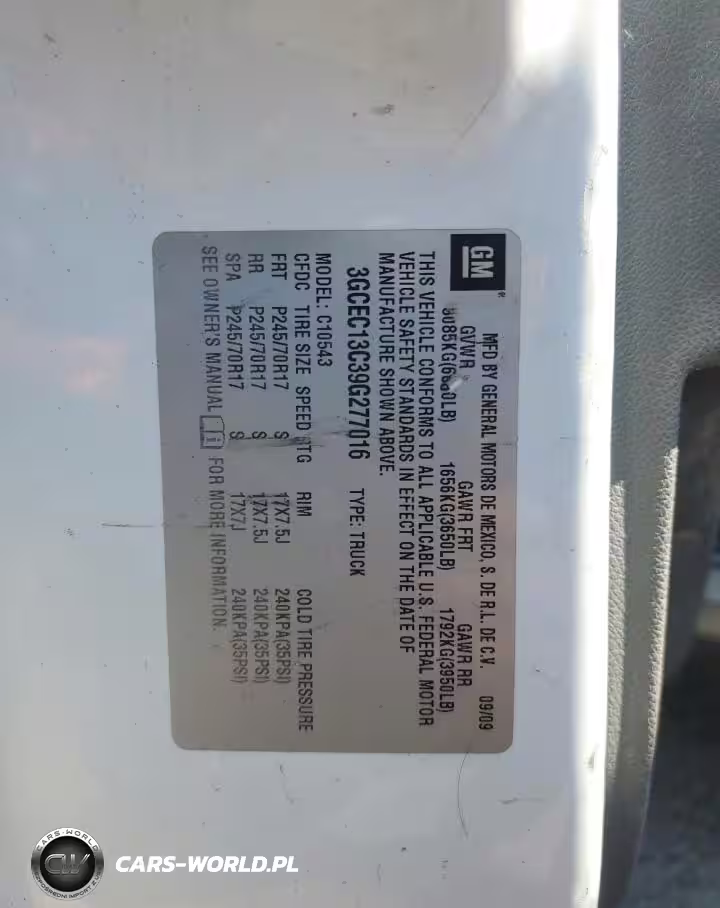 GM
®
MFD BY GENERAL MOTORS DE MEXICO, S. DE R.L. DE C.V. 09/09
GVWR GAWR FRT GAWR RR
1656KG(3650LB) 1792KG(3950LB)
THIS VEHICLE CONFORMS TO ALL APPLICABLE U.S. FEDERAL MOTOR
VEHICLE SAFETY STANDARDS IN EFFECT ON THE DATE OF
MANUFACTURE SHOWN ABOVE.
3GCEC13C39G277016 TYPE: TRUCK
MODEL: C10543
CFDC TIRE SIZE SPEED RTG RIM COLD TIRE PRESSURE
FRT P245/70R17 S 17X7.5J 240KPA(35PSI)
RR P245/70R17 S 17X7.5J 240KPA(35PSI)
SPA P245/70R17 S 17X7J 240KPA(35PSI)
SEE OWNER'S MANUAL FOR MORE INFORMATION.
CARS-WORLD
CW
CARS-WORLD.PL